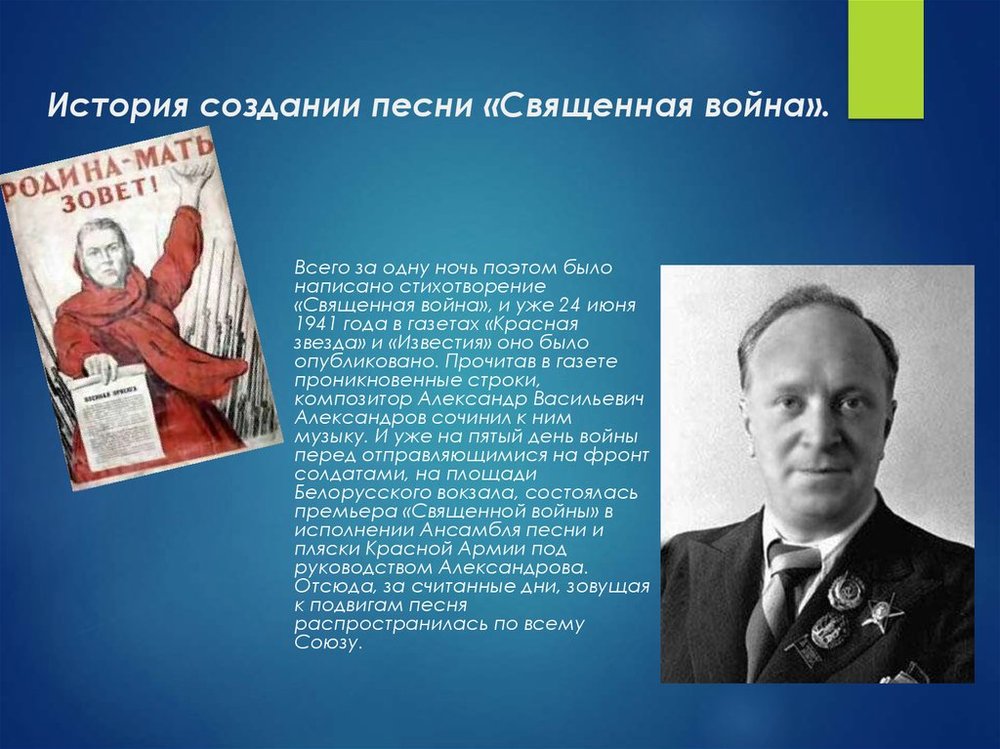 История создании песни «Священная война».
РОДИНА-МАТЬ
ЗОВЕТ!
ВОЕННАЯ ПРИСЯГА
Всего за одну ночь поэтом было
написано стихотворение
«Священная война», и уже 24 июня
1941 года в газетах «Красная
звезда» и «Известия» оно было
опубликовано. Прочитав в газете
проникновенные строки,
композитор Александр Васильевич
Александров сочинил к ним
музыку. И уже на пятый день войны
перед отправляющимися на фронт
солдатами, на площади
Белорусского вокзала, состоялась
премьера «Священной войны» в
исполнении Ансамбля песни и
пляски Красной Армии под
руководством Александрова.
Отсюда, за считанные дни, зовущая
к подвигам песня
распространилась по всему
Союзу.